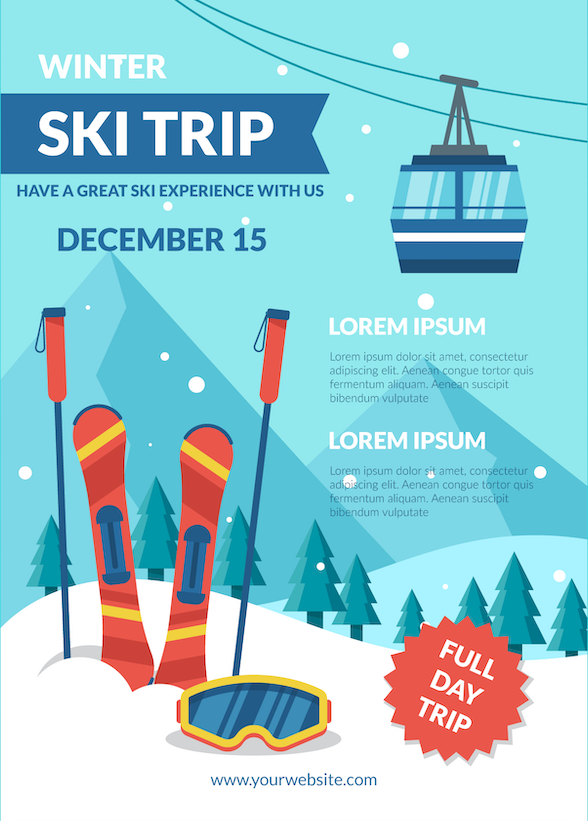 WINTER
SKI TRIP
HAVE A GREAT SKI EXPERIENCE WITH US
DECEMBER 15
LOREM IPSUM
Lorem ipsum dolor sit amet, consectetur
adipiscing elit. Aenean congue tortor quis
fermentum aliquam. Aenean suscipit
bibendum vulputate
LOREM IPSUM
Lorem ipsum dolor sit amet, consectetur
adipiscing elit. Aenean congue tortor quis
fermentum aliquam. Aenean suscipit
bibendum vulputate
FULL
DAY
TRIP
www.yourwebsite.com